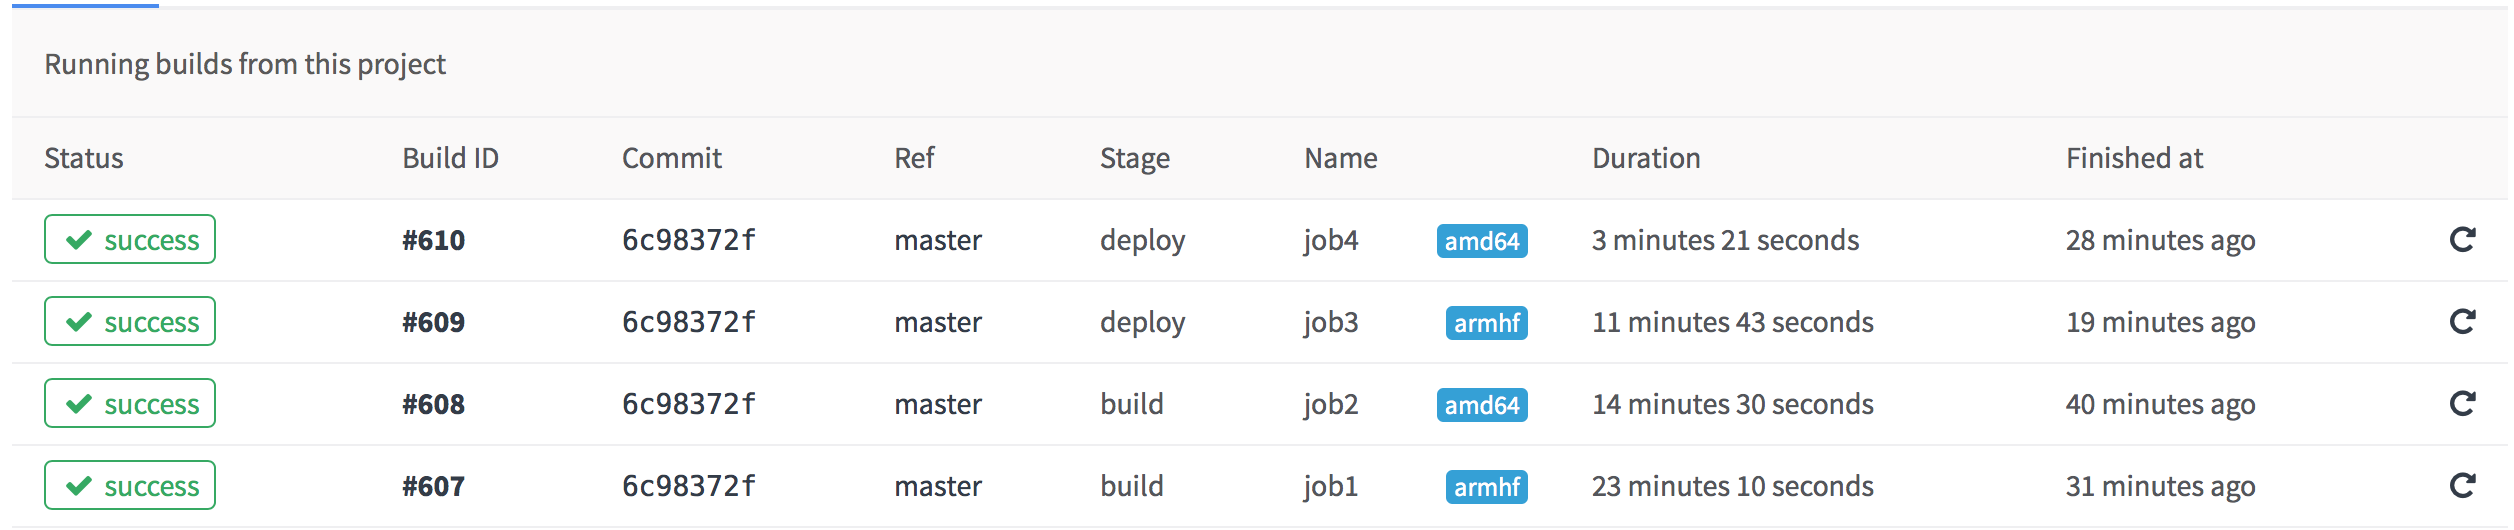 Running builds from this project
Status Build ID Commit Ref Stage Name Duration Finished at
success #610 6c98372f master deploy job4 amd64 3 minutes 21 seconds 28 minutes ago
success #609 6c98372f master deploy job3 armhf 11 minutes 43 seconds 19 minutes ago
success #608 6c98372f master build job2 amd64 14 minutes 30 seconds 40 minutes ago
success #607 6c98372f master build job1 armhf 23 minutes 10 seconds 31 minutes ago